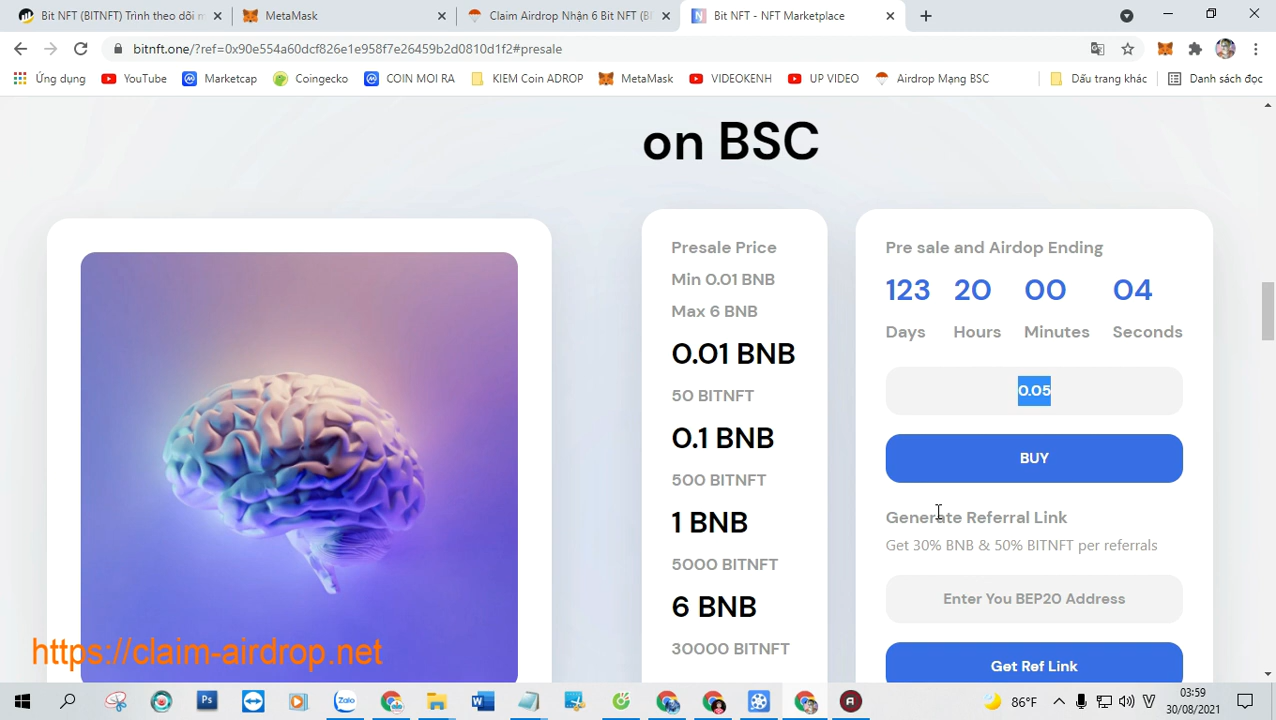 Bit NFT (BITNFT) Trình theo dõi m
MetaMask
Claim Airdrop Nhận 6 Bit NFT (BI
Bit NFT - NFT Marketplace
bitnft.one/?ref=0x90e554a60dcf826e1e958f7e26459b2d0810d1f2#presale
Ứng dụng
YouTube
Marketcap
Coingecko
COIN MOI RA
KIEM Coin ADROP
MetaMask
VIDEOKENH
UP VIDEO
Airdrop Mạng BSC
Dấu trang khác
Danh sách đọc
on BSC
Presale Price
Min 0.01 BNB
Max 6 BNB
0.01 BNB
50 BITNFT
0.1 BNB
500 BITNFT
1 BNB
5000 BITNFT
6 BNB
30000 BITNFT
Pre sale and Airdop Ending
123 20 00 04
Days Hours Minutes Seconds
0.05
BUY
Generate Referral Link
Get 30% BNB & 50% BITNFT per referrals
Enter You BEP20 Address
Get Ref Link
https://claim-airdrop.net
Ps
Zalo
86°F
03:59
30/08/2021